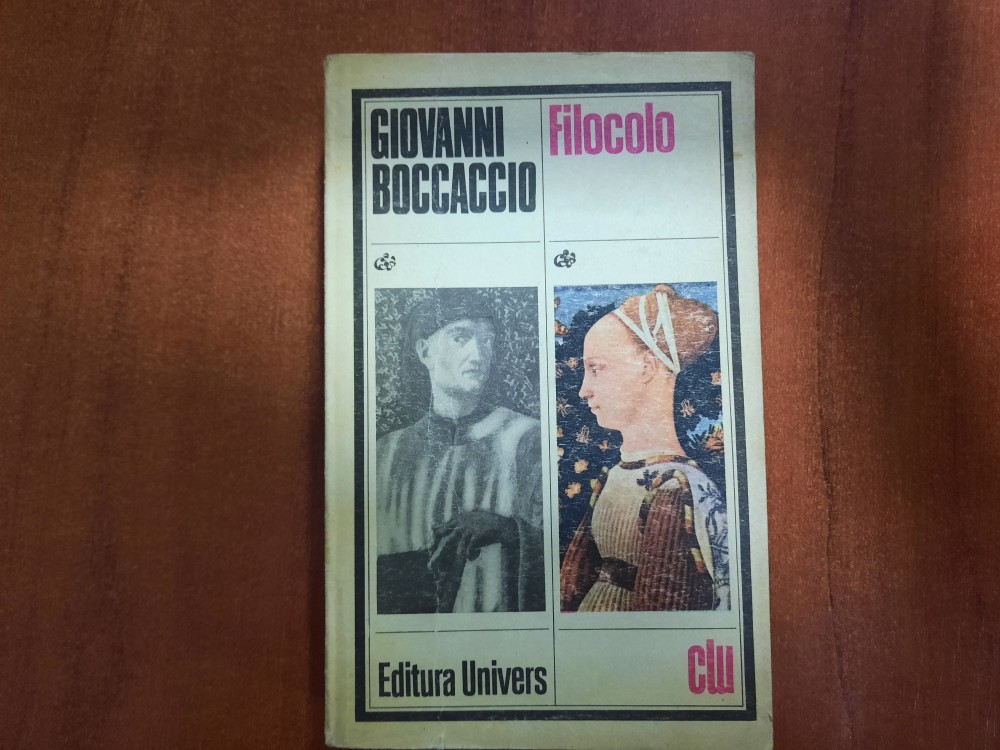 GIOVANNI
BOCCACCIO
Filocolo
Editura Univers
clu